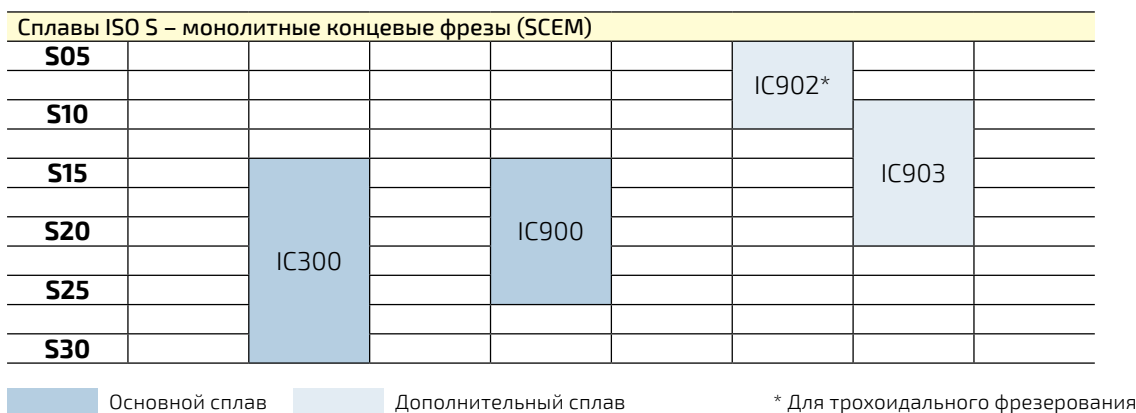 Сплавы ISO S – монолитные концевые фрезы (SCEM)
S05
IC902*
S10
S15
IC903
S20
IC900
IC300
S25
S30
Основной сплав
Дополнительный сплав
* Для трохоидального фрезерования